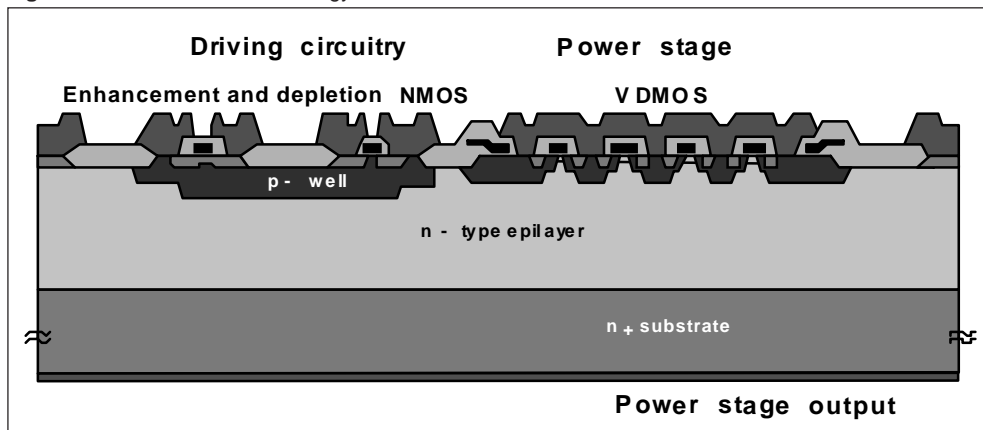 Driving circuitry Power stage
Enhancement and depletion NMOS VDMOS
p- well
n - type epilayer
n + substrate
Power stage output